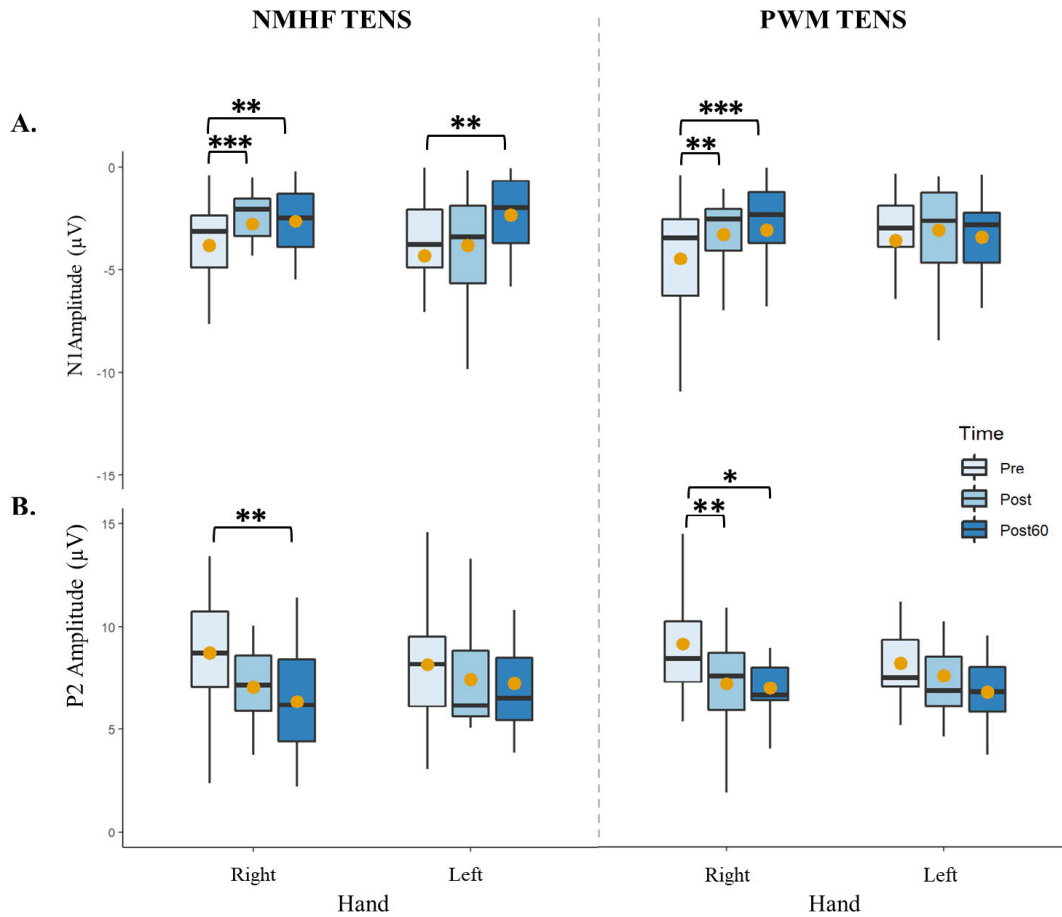 NMHF TENS
PWM TENS
A.
** *** ** *** **
N1Amplitude (µV)
0
-5
-10
-15
Time
Pre
Post
Post60
B.
** * **
P2 Amplitude (µV)
15
10
5
0
Right Left Right Left
Hand Hand